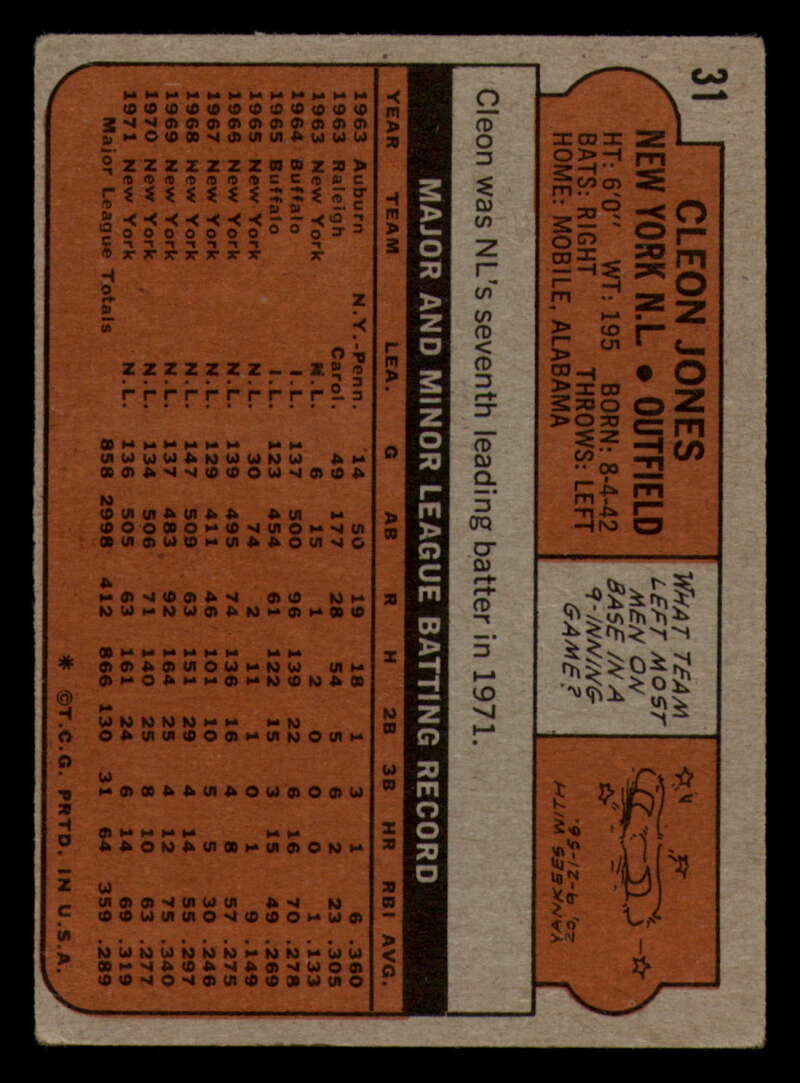 31
CLEON JONES
NEW YORK N.L. • OUTFIELD
HT: 6'0" WT: 195 BORN: 8-4-42
BATS: RIGHT THROWS: LEFT
HOME: MOBILE, ALABAMA
WHAT TEAM
LEFT MOST
MEN ON
BASE IN A
9-INNING
GAME?
YANKEES WITH
20, 9-21-56.
Cleon was NL's seventh leading batter in 1971.
MAJOR AND MINOR LEAGUE BATTING RECORD
YEAR TEAM LEA. G AB R H 2B 3B HR RBI AVG.
1963 Auburn N.Y.-Penn. 14 50 19 18 1 3 1 6 .360
1963 Raleigh Carol. 49 177 28 54 5 6 2 23 .305
1963 New York N.L. 6 15 1 2 0 0 0 1 .133
1964 Buffalo I.L. 137 500 96 139 22 6 16 70 .278
1965 Buffalo I.L. 123 454 61 122 15 3 15 49 .269
1965 New York N.L. 30 74 2 11 1 0 1 9 .149
1966 New York N.L. 139 495 74 136 16 4 8 57 .275
1967 New York N.L. 129 411 46 101 10 5 5 30 .246
1968 New York N.L. 147 509 63 151 29 4 14 55 .297
1969 New York N.L. 137 483 92 164 25 4 12 75 .340
1970 New York N.L. 134 506 71 140 25 8 10 63 .277
1971 New York N.L. 136 505 63 161 24 6 14 69 .319
Major League Totals 858 2998 412 866 130 31 64 359 .289
* ©T.C.G. PRTD. IN U.S.A.